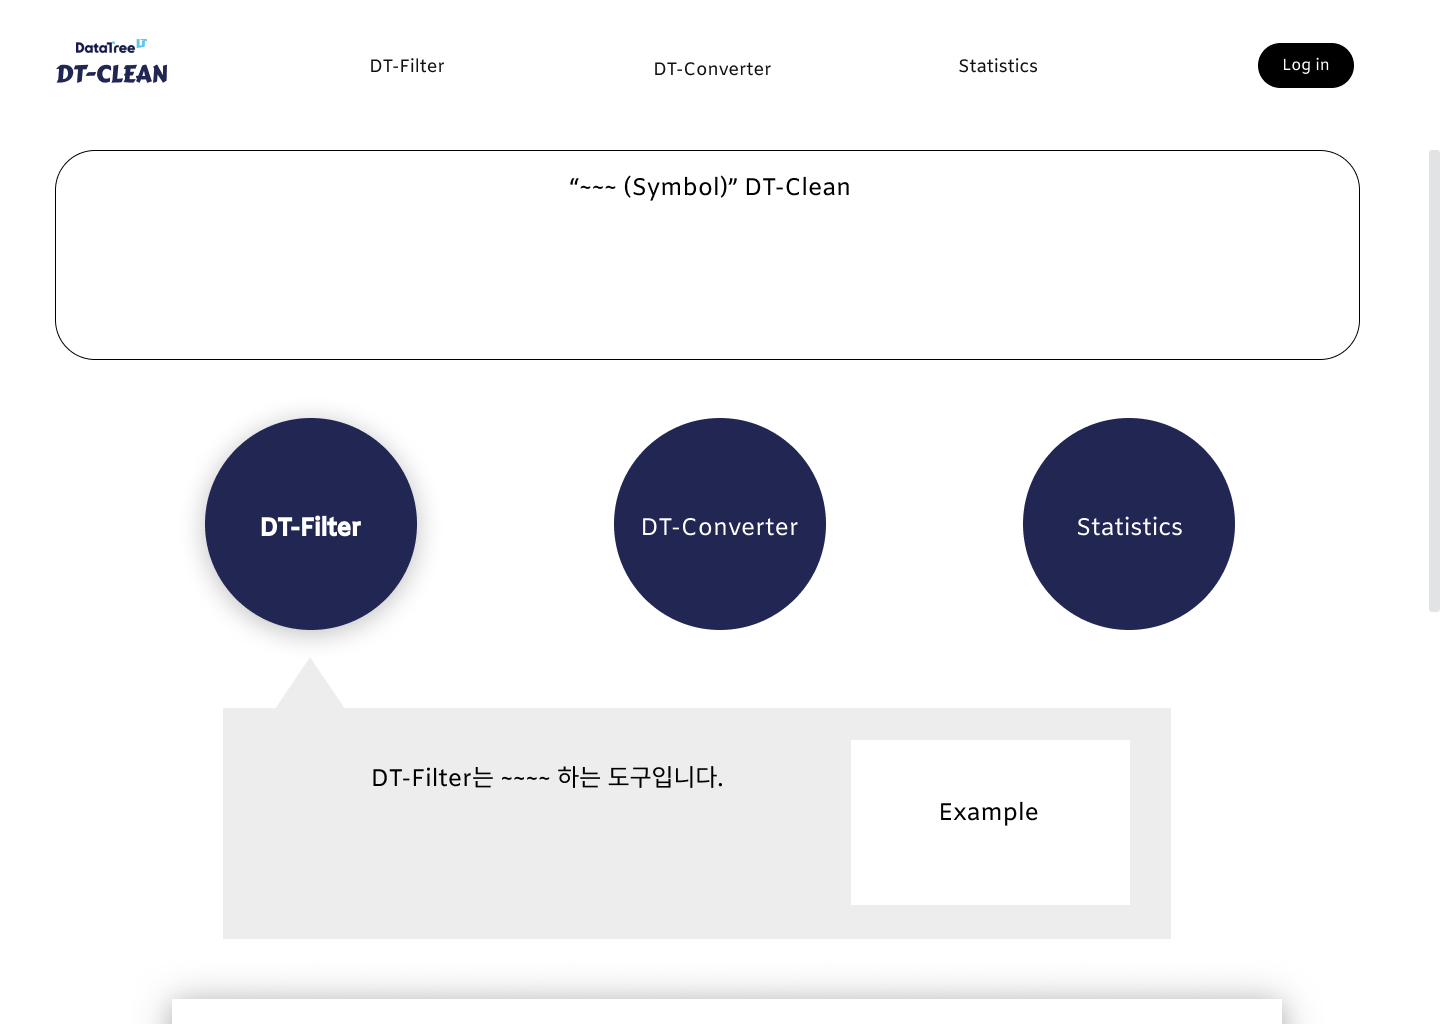 DataTree LT
DT-CLEAN
DT-Filter
DT-Converter
Statistics
Log in
“~~~ (Symbol)” DT-Clean
DT-Filter
DT-Converter
Statistics
DT-Filter는 ~~~~ 하는 도구입니다.
Example